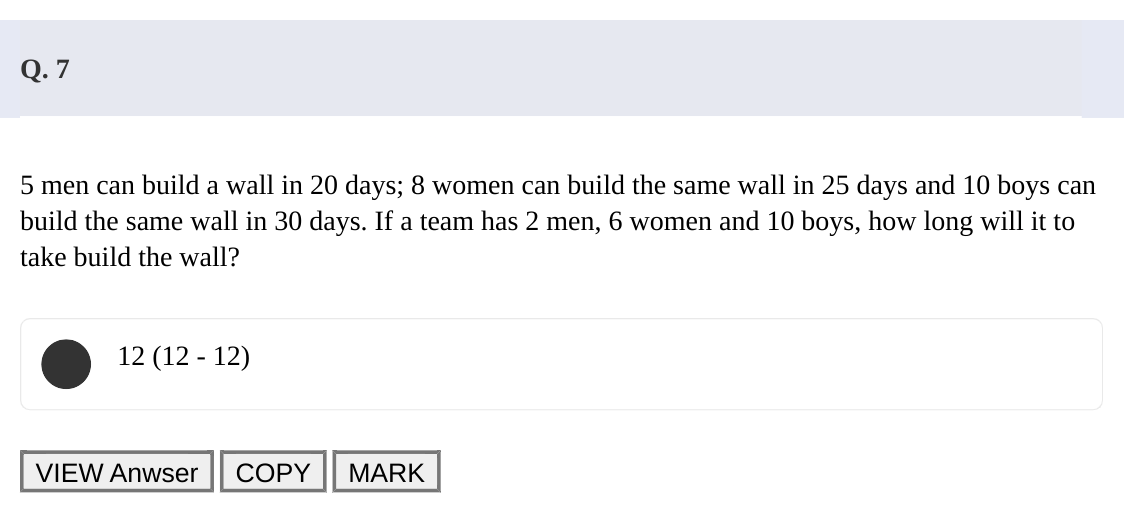 Q. 7
5 men can build a wall in 20 days; 8 women can build the same wall in 25 days and 10 boys can
build the same wall in 30 days. If a team has 2 men, 6 women and 10 boys, how long will it to
take build the wall?
12 (12 - 12)
VIEW Anwser COPY MARK